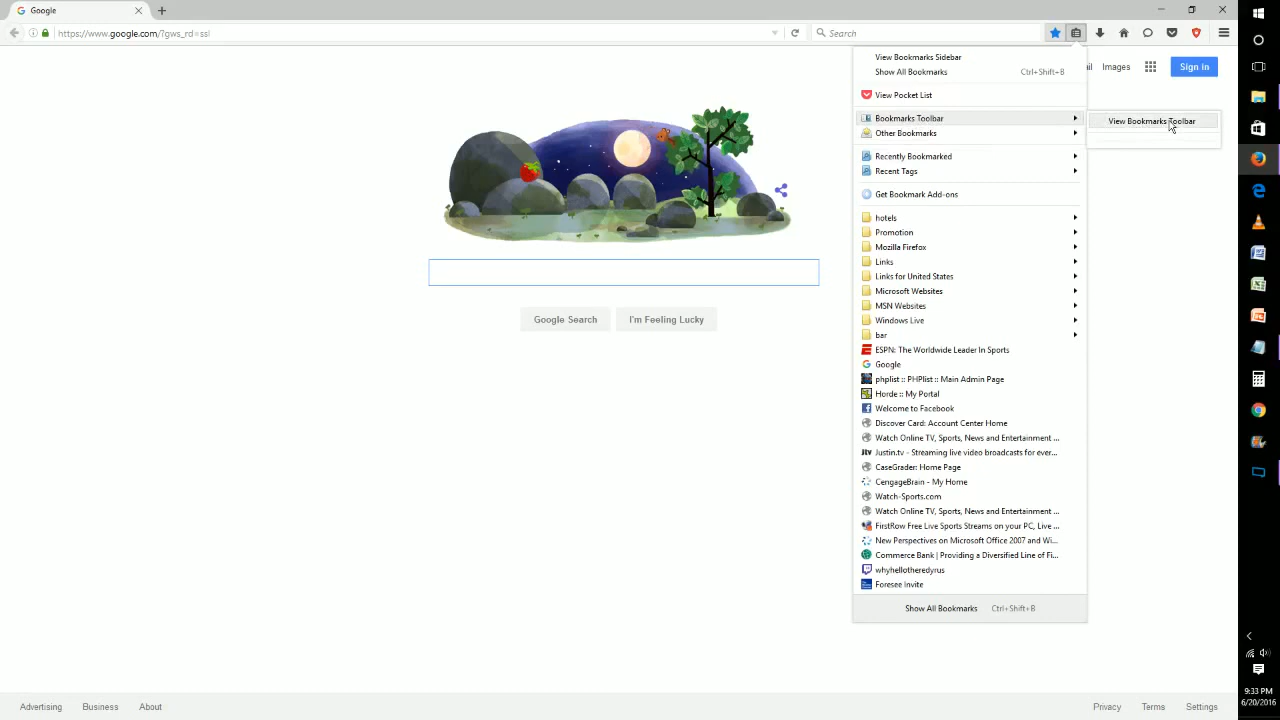 Google
https://www.google.com/?gws_rd=ssl
Search
View Bookmarks Sidebar
Show All Bookmarks Ctrl+Shift+B
View Pocket List
Bookmarks Toolbar
View Bookmarks Toolbar
Other Bookmarks
Recently Bookmarked
Recent Tags
Get Bookmark Add-ons
hotels
Promotion
Mozilla Firefox
Links
Links for United States
Microsoft Websites
MSN Websites
Windows Live
bar
ESPN: The Worldwide Leader In Sports
Google
phplist :: PHPlist :: Main Admin Page
Horde :: My Portal
Welcome to Facebook
Discover Card: Account Center Home
Watch Online TV, Sports, News and Entertainment ...
Justin.tv - Streaming live video broadcasts for ever...
CaseGrader: Home Page
CengageBrain - My Home
Watch-Sports.com
Watch Online TV, Sports, News and Entertainment ...
FirstRow Free Live Sports Streams on your PC, Live ...
New Perspectives on Microsoft Office 2007 and Wi...
Commerce Bank | Providing a Diversified Line of Fi...
whyhellotheredyrus
Foresee invite
Show All Bookmarks Ctrl+Shift+B
il Images Sign in
Google Search I'm Feeling Lucky
Advertising Business About
Privacy Terms Settings
9:33 PM
6/20/2016